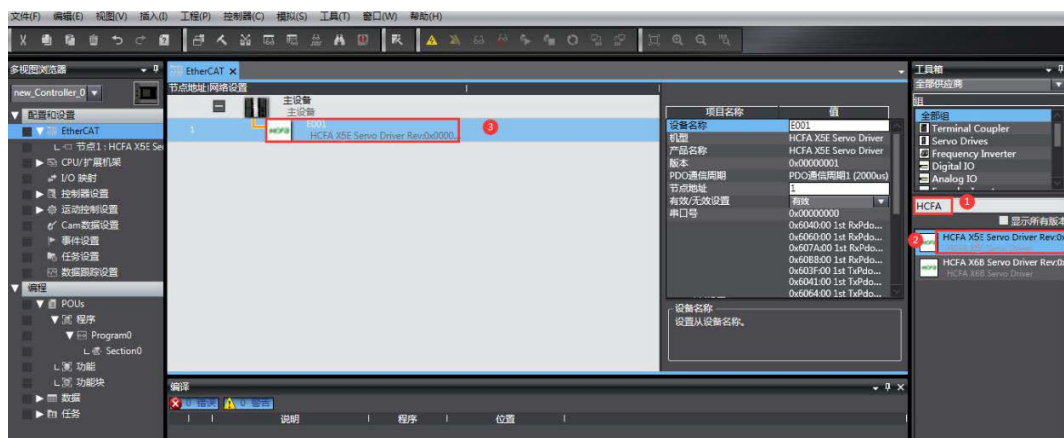 文件(F) 编辑(E) 视图(V) 插入(I) 工程(P) 控制器(C) 模拟(S) 工具(T) 窗口(W) 帮助(H)
多视图浏览器
new_Controller_0
配置和设置
EtherCAT
节点1 : HCFA X5E Ser
CPU/扩展机架
I/O 映射
控制器设置
运动控制设置
Cam数据设置
事件设置
任务设置
数据跟踪设置
编程
POUs
程序
Program0
Section0
功能
功能块
数据
任务
EtherCAT
节点地址|网络设置
主设备
主设备
1
E001
HCFA X5E Servo Driver Rev:0x0000...
3
项目名称 值
设备名称 E001
机型 HCFA X5E Servo Driver
产品名称 HCFA X5E Servo Driver
版本 0x00000001
PDO通信周期 PDO通信周期1 (2000us)
节点地址 1
有效/无效设置 有效
串口号 0x00000000
0x6040:00 1st RxPdo...
0x6060:00 1st RxPdo...
0x607A:00 1st RxPdo...
0x60B8:00 1st RxPdo...
0x603F:00 1st TxPdo...
0x6041:00 1st TxPdo...
0x6064:00 1st TxPdo...
设备名称
设置从设备名称。
编译
0 错误 0 警告
说明 程序 位置
工具箱
全部供应商
组
全部组
Terminal Coupler
Servo Drives
Frequency Inverter
Digital IO
Analog IO
HCFA
1
显示所有版本
2
HCFA X5E Servo Driver Rev:0x
HCFA X6B Servo Driver Rev:0x
HCFA X6B Servo Driver